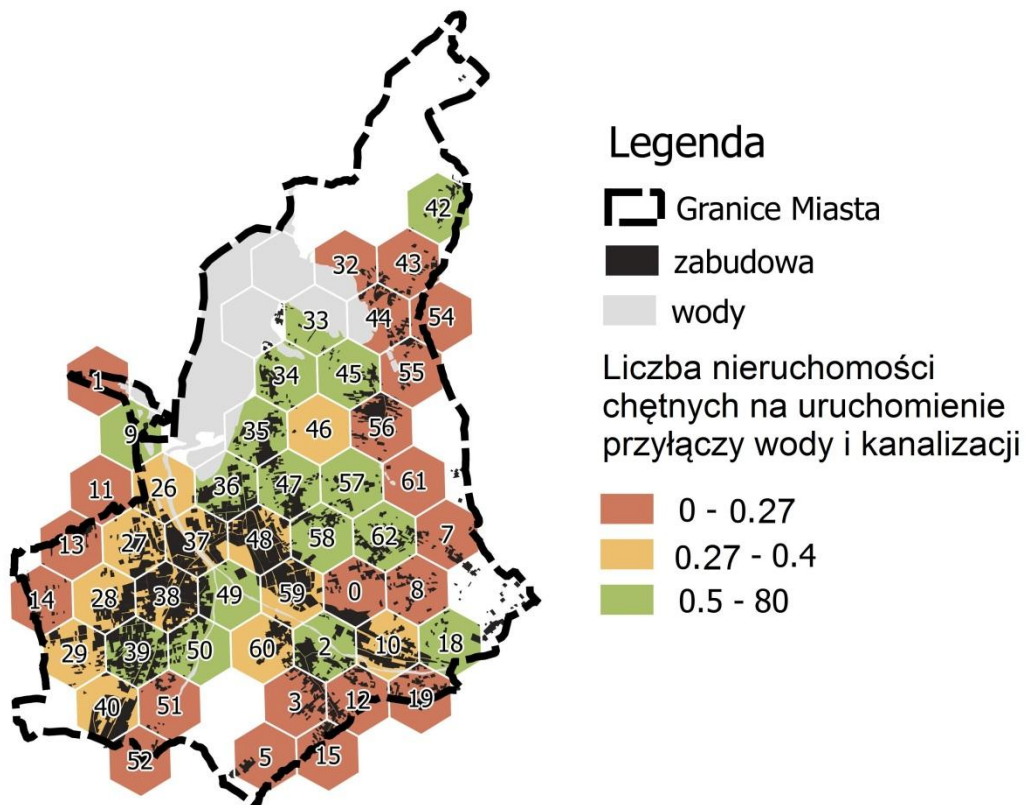 42
32 43
33 44 54
34 45 55
1
9 35 46 56
11 26 36 47 57 61
13 27 37 48 58 62 7
14 28 38 49 59 0 8
29 39 50 60 2 10 18
40 51 3 12 19
52 5 15
Legenda
Granice Miasta
zabudowa
wody
Liczba nieruchomości
chętnych na uruchomienie
przyłączy wody i kanalizacji
0 - 0.27
0.27 - 0.4
0.5 - 80